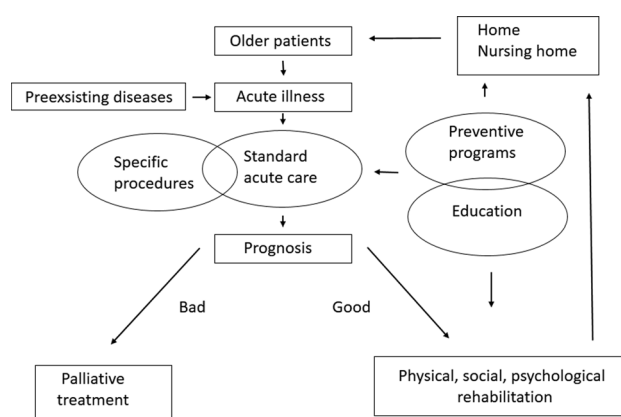 Older patients
Home
Nursing home
Preexsisting diseases
Acute illness
Specific
procedures
Standard
acute care
Preventive
programs
Education
Prognosis
Bad
Good
Palliative
treatment
Physical, social, psychological
rehabilitation